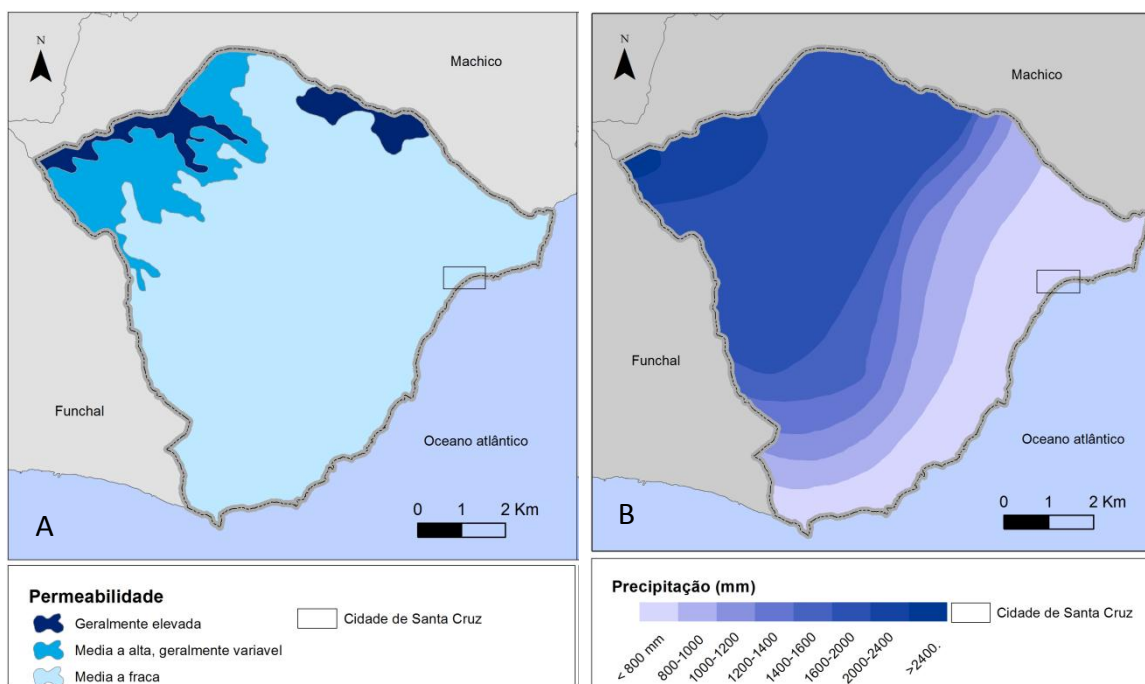 N
Machico
Funchal
Oceano atlântico
0 1 2 Km
A
Permeabilidade
Geralmente elevada
Media a alta, geralmente variavel
Media a fraca
Cidade de Santa Cruz
N
Machico
Funchal
Oceano atlântico
0 1 2 Km
B
Precipitação (mm)
< 800 mm
800-1000
1000-1200
1200-1400
1400-1600
1600-2000
2000-2400
>2400.
Cidade de Santa Cruz